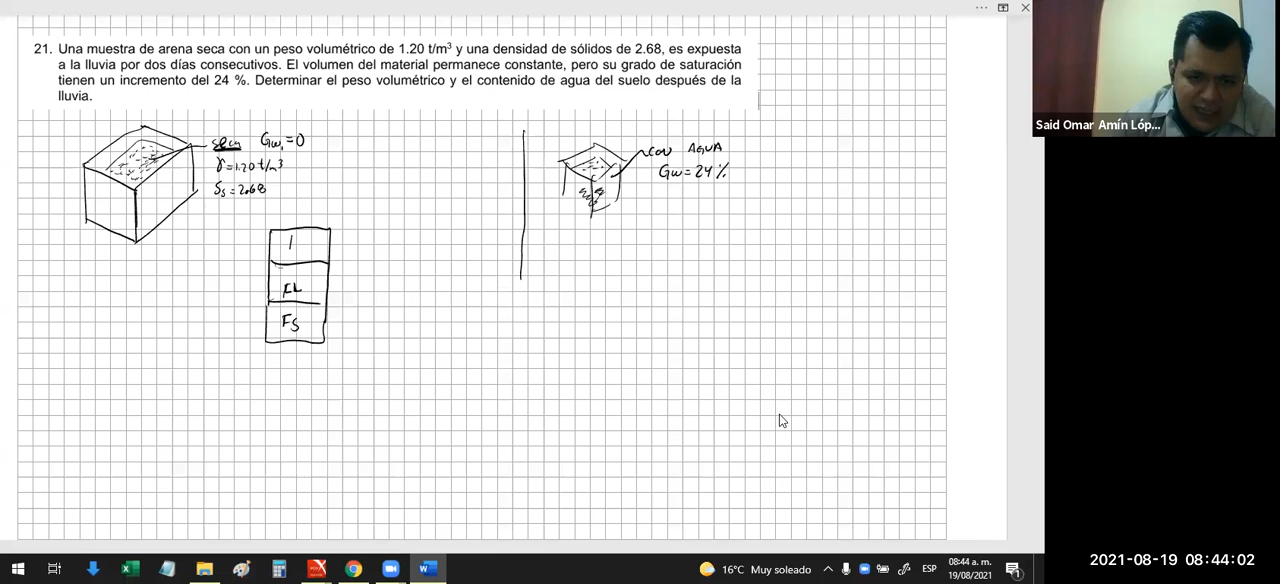 21. Una muestra de arena seca con un peso volumétrico de 1.20 t/m³ y una densidad de sólidos de 2.68, es expuesta
a la lluvia por dos días consecutivos. El volumen del material permanece constante, pero su grado de saturación
tienen un incremento del 24 %. Determinar el peso volumétrico y el contenido de agua del suelo después de la
lluvia.
Said Omar Amín Lóp...
seca Gw₁=0
γ=1.20 t/m³
Ss=2.68
CON AGUA
Gw=24%
FL
FS
16°C Muy soleado
ESP
08:44 a. m.
19/08/2021
1
2021-08-19 08:44:02